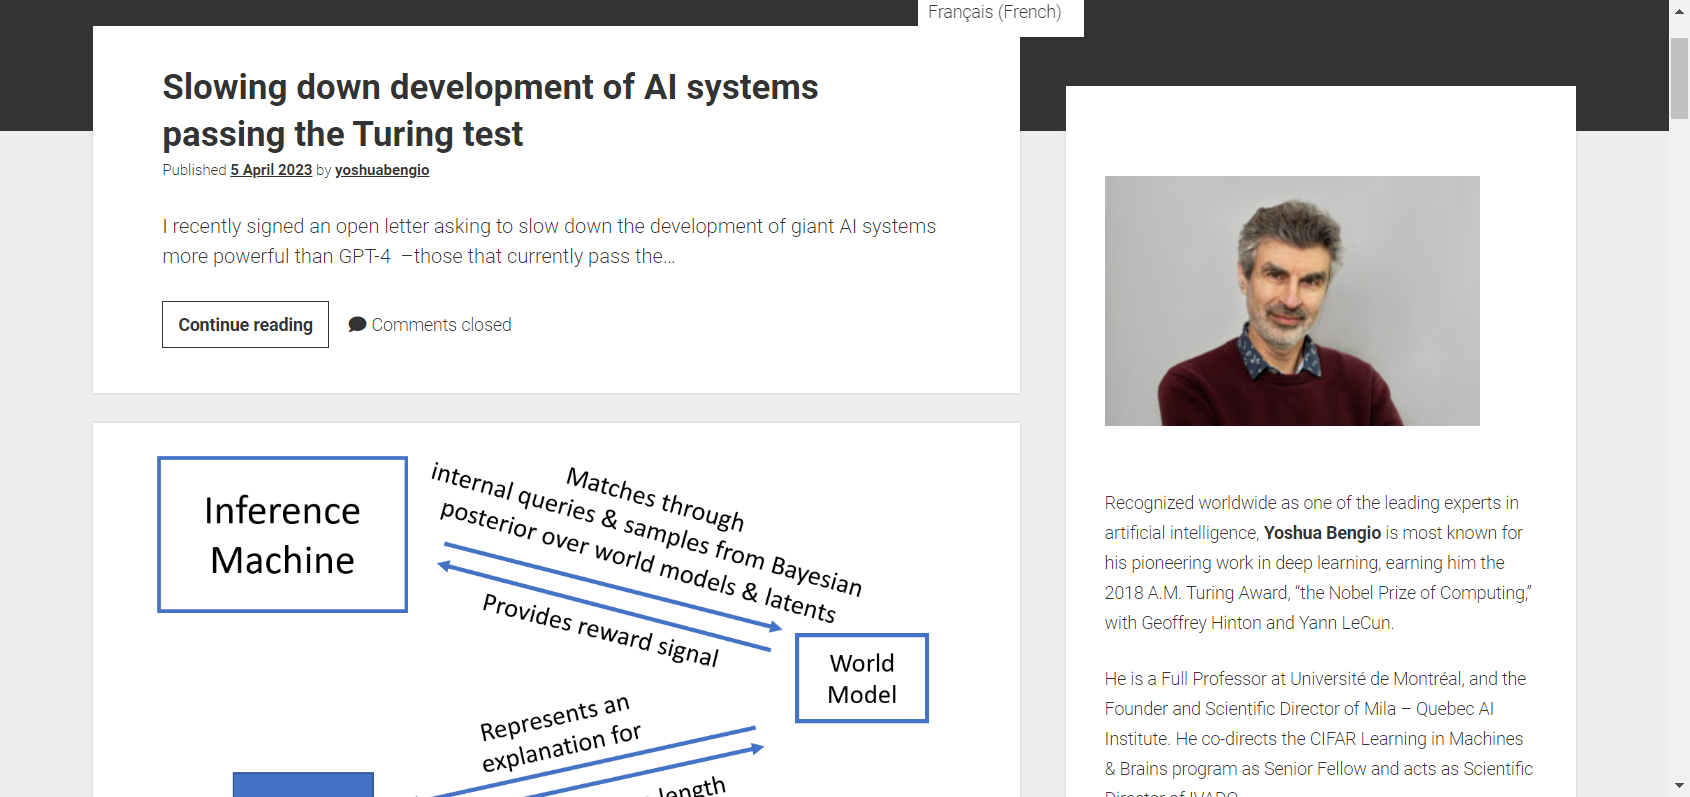 Français (French)
Slowing down development of AI systems
passing the Turing test
Published 5 April 2023 by yoshuabengio
I recently signed an open letter asking to slow down the development of giant AI systems
more powerful than GPT-4 –those that currently pass the...
Continue reading
Comments closed
Inference
Machine
Matches through
internal queries & samples from Bayesian
posterior over world models & latents
Provides reward signal
World
Model
Represents an
explanation for
length
Recognized worldwide as one of the leading experts in
artificial intelligence, Yoshua Bengio is most known for
his pioneering work in deep learning, earning him the
2018 A.M. Turing Award, “the Nobel Prize of Computing,”
with Geoffrey Hinton and Yann LeCun.
He is a Full Professor at Université de Montréal, and the
Founder and Scientific Director of Mila – Quebec AI
Institute. He co-directs the CIFAR Learning in Machines
& Brains program as Senior Fellow and acts as Scientific
Director of IVADO.